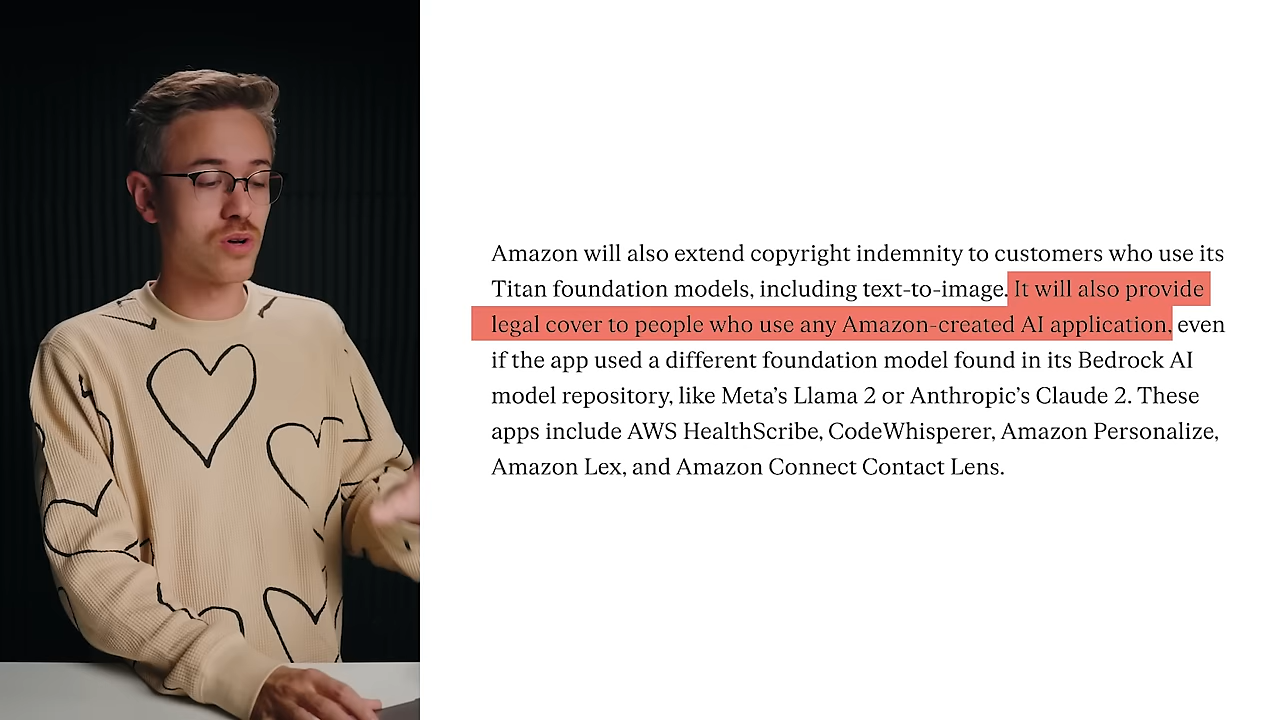 Amazon will also extend copyright indemnity to customers who use its
Titan foundation models, including text-to-image. It will also provide
legal cover to people who use any Amazon-created AI application, even
if the app used a different foundation model found in its Bedrock AI
model repository, like Meta’s Llama 2 or Anthropic’s Claude 2. These
apps include AWS HealthScribe, CodeWhisperer, Amazon Personalize,
Amazon Lex, and Amazon Connect Contact Lens.